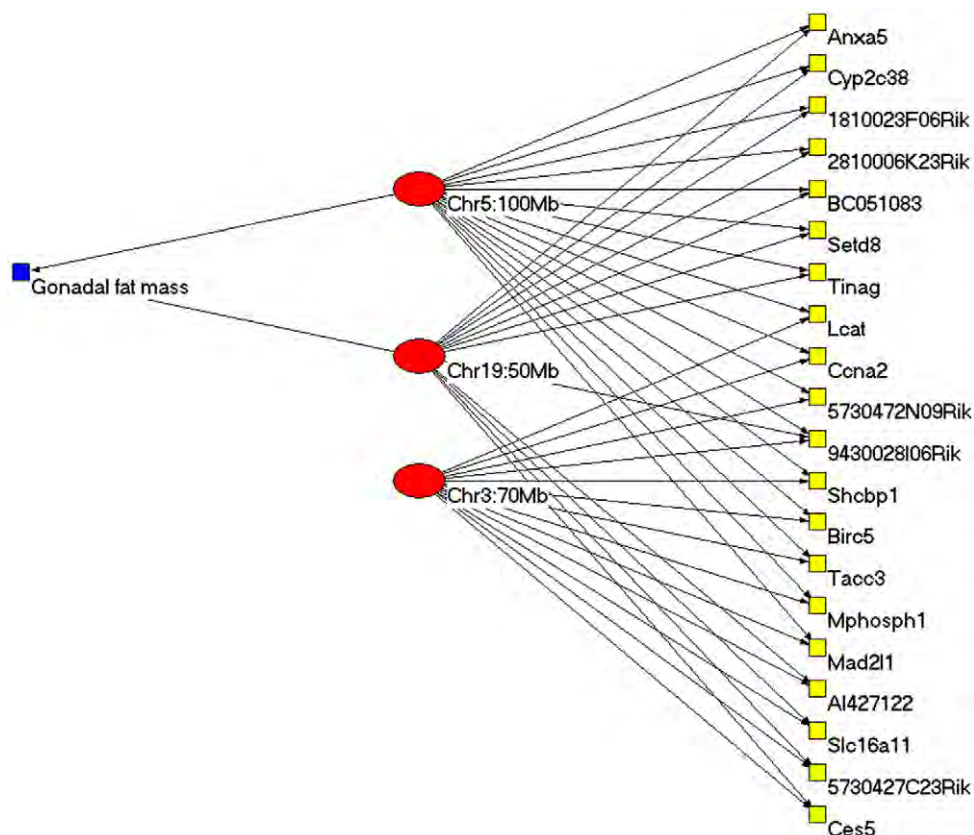 Anxa5
Cyp2c38
1810023F06Rik
2810006K23Rik
Chr5:100Mb
BC051083
Setd8
Gonadal fat mass
Tinag
Lcat
Chr19:50Mb
Ccna2
5730472N09Rik
9430028I06Rik
Chr3:70Mb
Shcbp1
Birc5
Tacc3
Mphosph1
Mad2l1
AI427122
Slc16a11
5730427C23Rik
Ces5